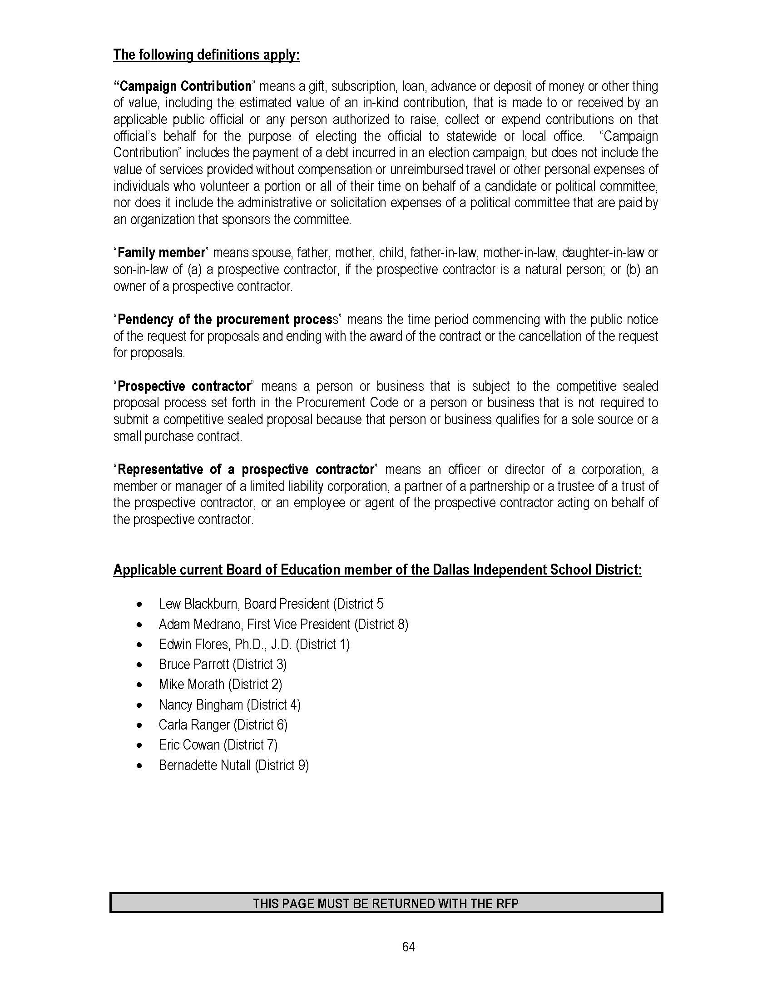 The following definitions apply:
“Campaign Contribution” means a gift, subscription, loan, advance or deposit of money or other thing
of value, including the estimated value of an in-kind contribution, that is made to or received by an
applicable public official or any person authorized to raise, collect or expend contributions on that
official’s behalf for the purpose of electing the official to statewide or local office. “Campaign
Contribution” includes the payment of a debt incurred in an election campaign, but does not include the
value of services provided without compensation or unreimbursed travel or other personal expenses of
individuals who volunteer a portion or all of their time on behalf of a candidate or political committee,
nor does it include the administrative or solicitation expenses of a political committee that are paid by
an organization that sponsors the committee.
“Family member” means spouse, father, mother, child, father-in-law, mother-in-law, daughter-in-law or
son-in-law of (a) a prospective contractor, if the prospective contractor is a natural person; or (b) an
owner of a prospective contractor.
“Pendency of the procurement process” means the time period commencing with the public notice
of the request for proposals and ending with the award of the contract or the cancellation of the request
for proposals.
“Prospective contractor” means a person or business that is subject to the competitive sealed
proposal process set forth in the Procurement Code or a person or business that is not required to
submit a competitive sealed proposal because that person or business qualifies for a sole source or a
small purchase contract.
“Representative of a prospective contractor” means an officer or director of a corporation, a
member or manager of a limited liability corporation, a partner of a partnership or a trustee of a trust of
the prospective contractor, or an employee or agent of the prospective contractor acting on behalf of
the prospective contractor.
Applicable current Board of Education member of the Dallas Independent School District:
• Lew Blackburn, Board President (District 5
• Adam Medrano, First Vice President (District 8)
• Edwin Flores, Ph.D., J.D. (District 1)
• Bruce Parrott (District 3)
• Mike Morath (District 2)
• Nancy Bingham (District 4)
• Carla Ranger (District 6)
• Eric Cowan (District 7)
• Bernadette Nutall (District 9)
THIS PAGE MUST BE RETURNED WITH THE RFP
64